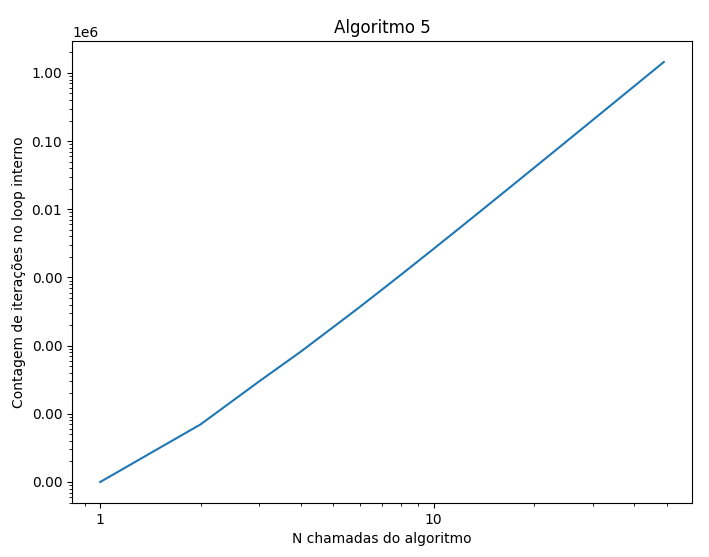 Algoritmo 5
1e6
1.00
0.10
0.01
0.00
0.00
0.00
0.00
Contagem de iterações no loop interno
1
10
N chamadas do algoritmo